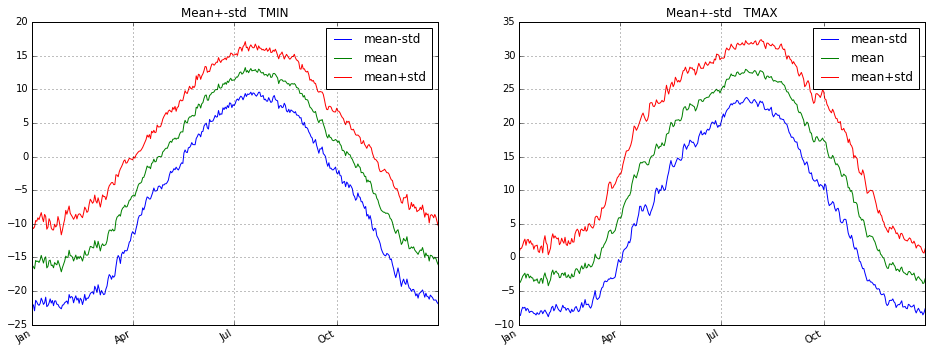 Mean+-std TMIN
20
15
10
5
0
−5
−10
−15
−20
−25
Jan
Apr
Jul
Oct
mean-std
mean
mean+std
Mean+-std TMAX
35
30
25
20
15
10
5
0
−5
−10
Jan
Apr
Jul
Oct
mean-std
mean
mean+std